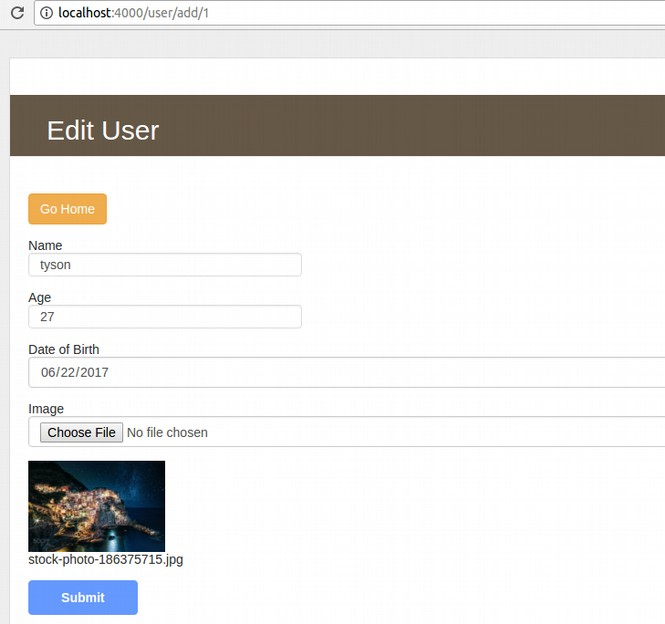 localhost:4000/user/add/1
Edit User
Go Home
Name
tyson
Age
27
Date of Birth
06/22/2017
Image
Choose File No file chosen
stock-photo-186375715.jpg
Submit